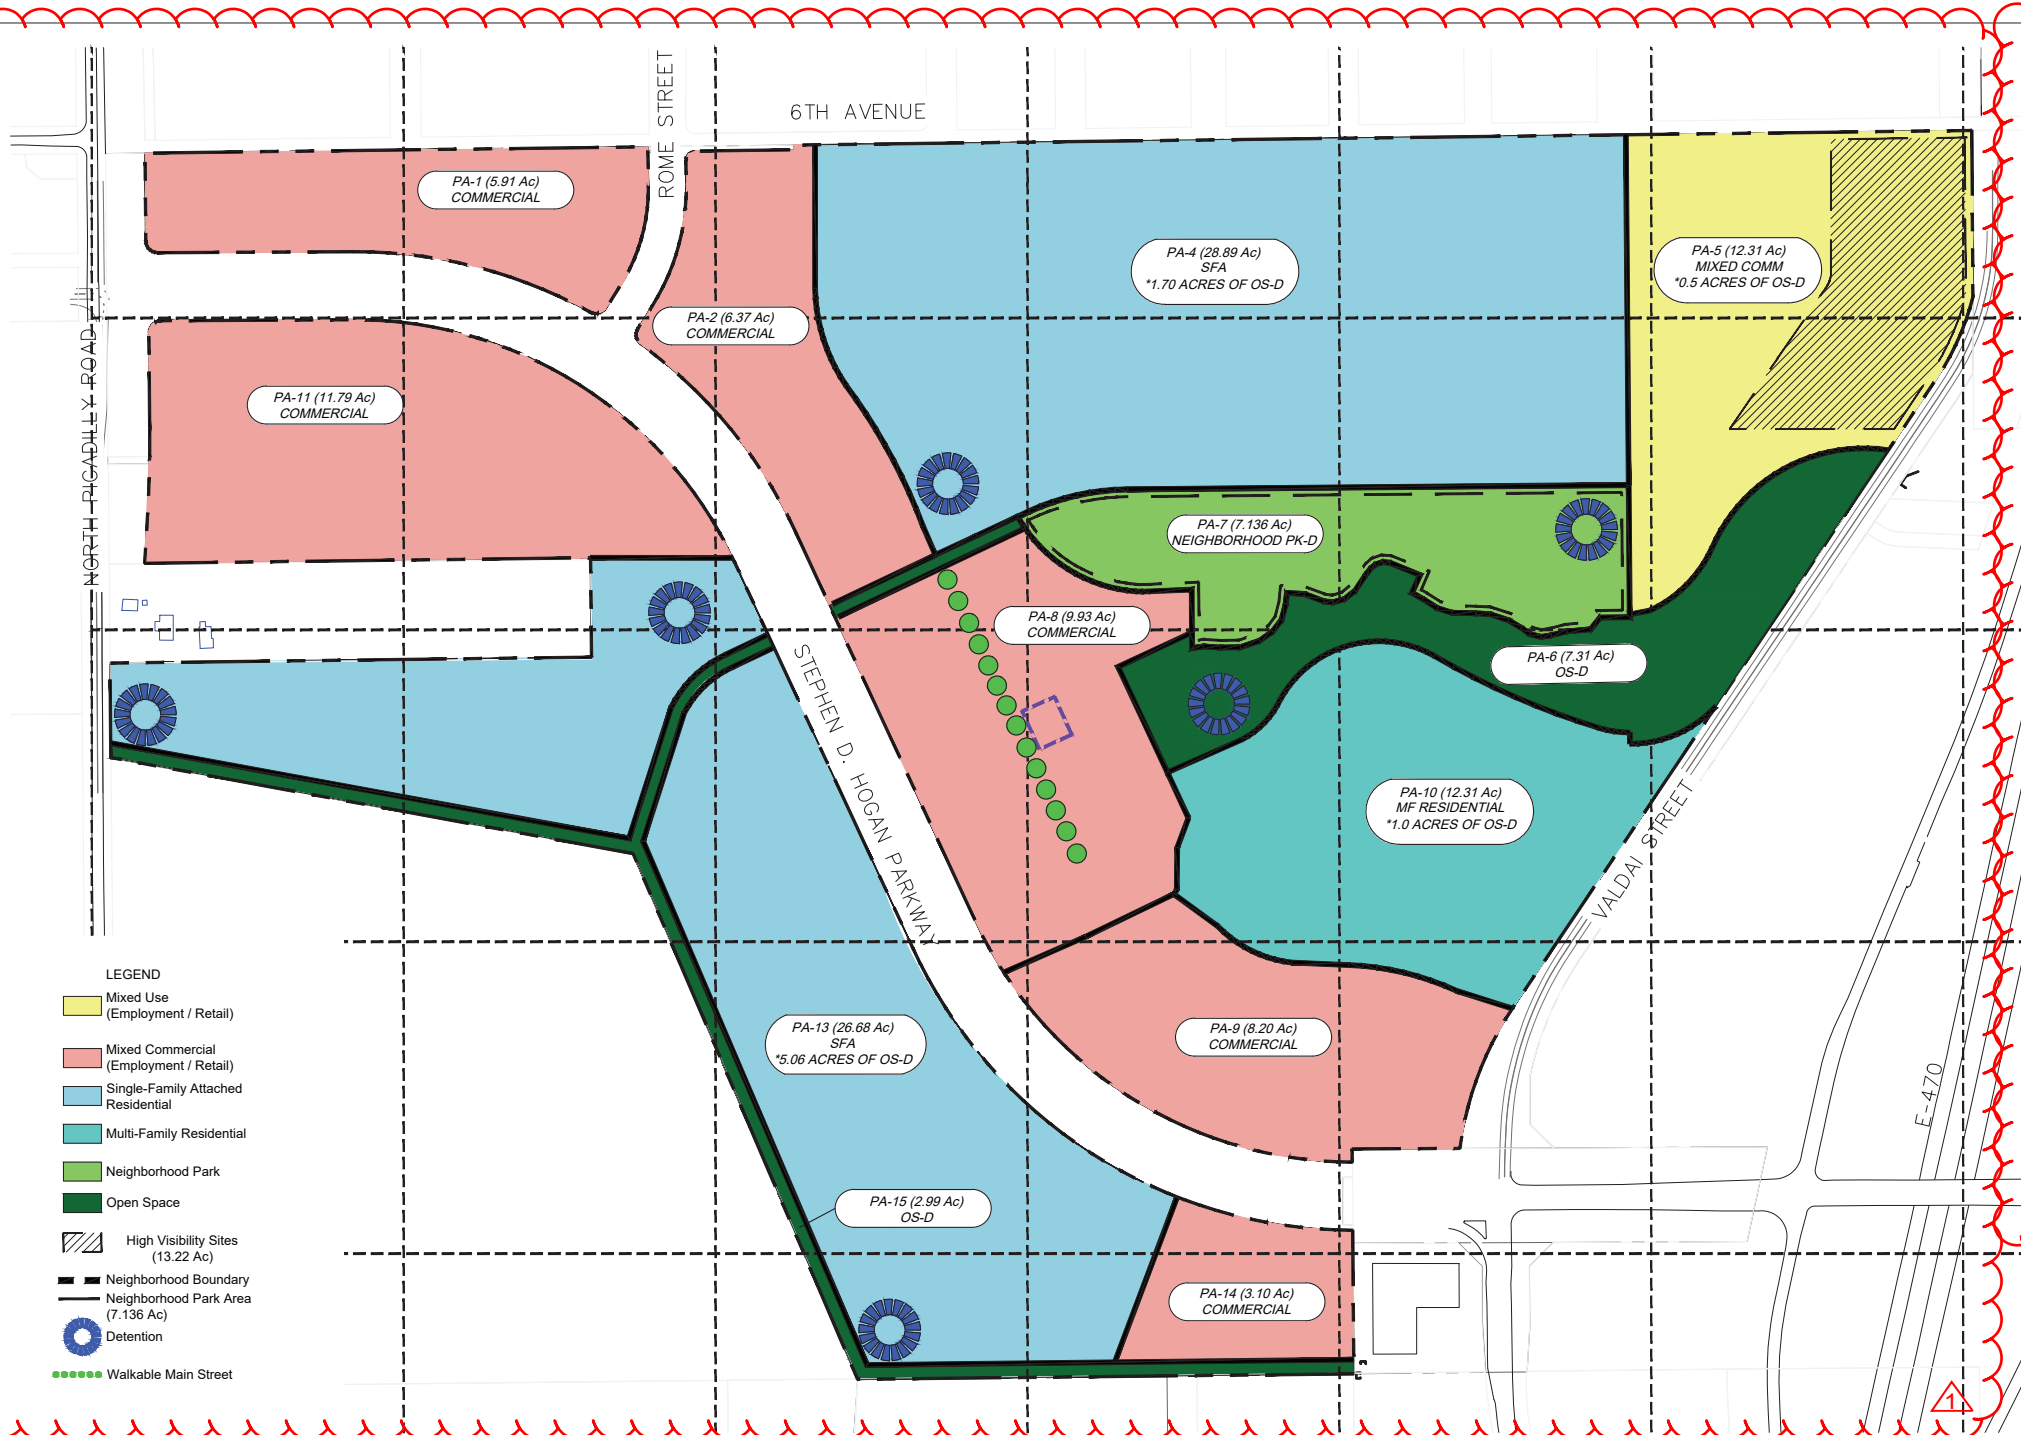 6TH AVENUE
ROME STREET
NORTH PICADILLY ROAD
PA-1 (5.91 Ac)
COMMERCIAL
PA-2 (6.37 Ac)
COMMERCIAL
PA-4 (28.89 Ac)
SFA
*1.70 ACRES OF OS-D
PA-5 (12.31 Ac)
MIXED COMM
*0.5 ACRES OF OS-D
PA-11 (11.79 Ac)
COMMERCIAL
PA-7 (7.136 Ac)
NEIGHBORHOOD PK-D
PA-8 (9.93 Ac)
COMMERCIAL
PA-6 (7.31 Ac)
OS-D
STEPHEN D. HOGAN PARKWAY
PA-10 (12.31 Ac)
MF RESIDENTIAL
*1.0 ACRES OF OS-D
VALDAI STREET
PA-13 (26.68 Ac)
SFA
*5.06 ACRES OF OS-D
PA-9 (8.20 Ac)
COMMERCIAL
E-470
PA-15 (2.99 Ac)
OS-D
PA-14 (3.10 Ac)
COMMERCIAL
LEGEND
Mixed Use
(Employment / Retail)
Mixed Commercial
(Employment / Retail)
Single-Family Attached
Residential
Multi-Family Residential
Neighborhood Park
Open Space
High Visibility Sites
(13.22 Ac)
Neighborhood Boundary
Neighborhood Park Area
(7.136 Ac)
Detention
Walkable Main Street
1